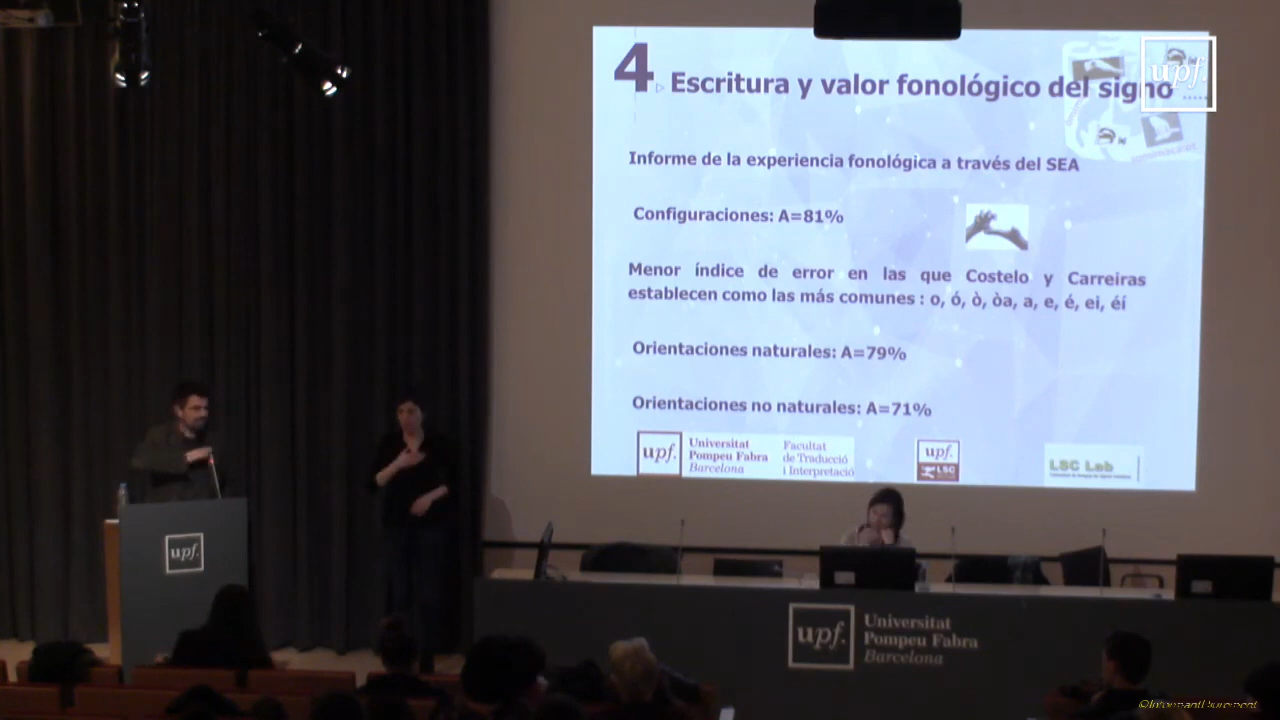 4 Escritura y valor fonológico del signo
upf.
Informe de la experiencia fonológica a través del SEA
Configuraciones: A=81%
Menor índice de error en las que Costelo y Carreiras
establecen como las más comunes : o, ó, ò, òa, a, e, é, ei, éí
Orientaciones naturales: A=79%
Orientaciones no naturales: A=71%
upf.
Universitat
Pompeu Fabra
Barcelona
Facultat
de Traducció
i Interpretació
upf.
LSC
LSC Lab
upf.
upf.
Universitat
Pompeu Fabra
Barcelona